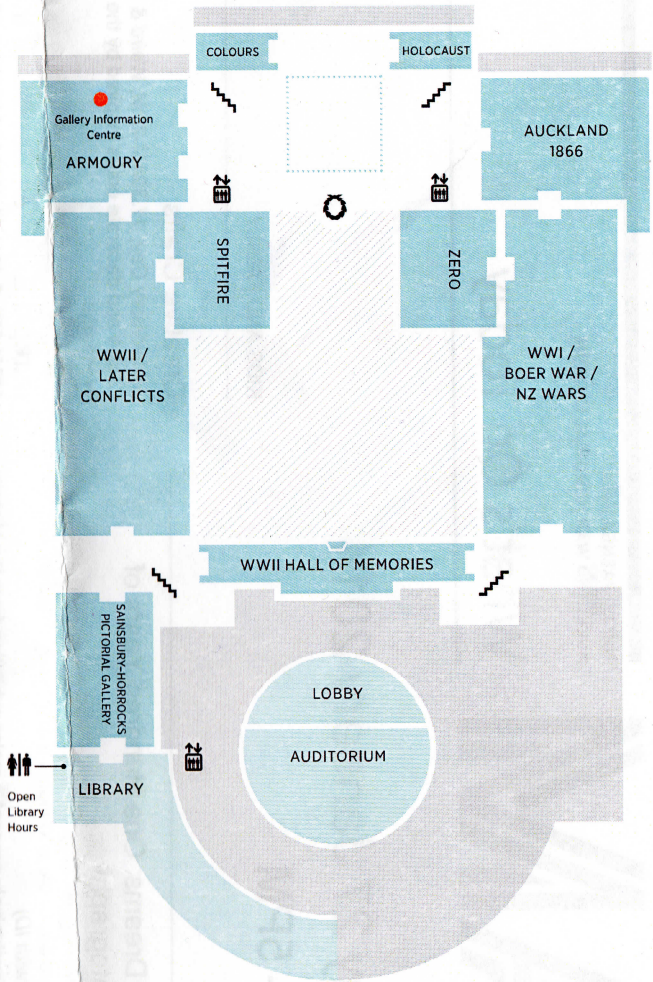 COLOURS
HOLOCAUST
Gallery Information
Centre
ARMOURY
AUCKLAND
1866
SPITFIRE
ZERO
WWII /
LATER
CONFLICTS
WWI /
BOER WAR /
NZ WARS
WWII HALL OF MEMORIES
SAINSBURY-HORROCKS
PICTORIAL GALLERY
LOBBY
AUDITORIUM
LIBRARY
Open
Library
Hours